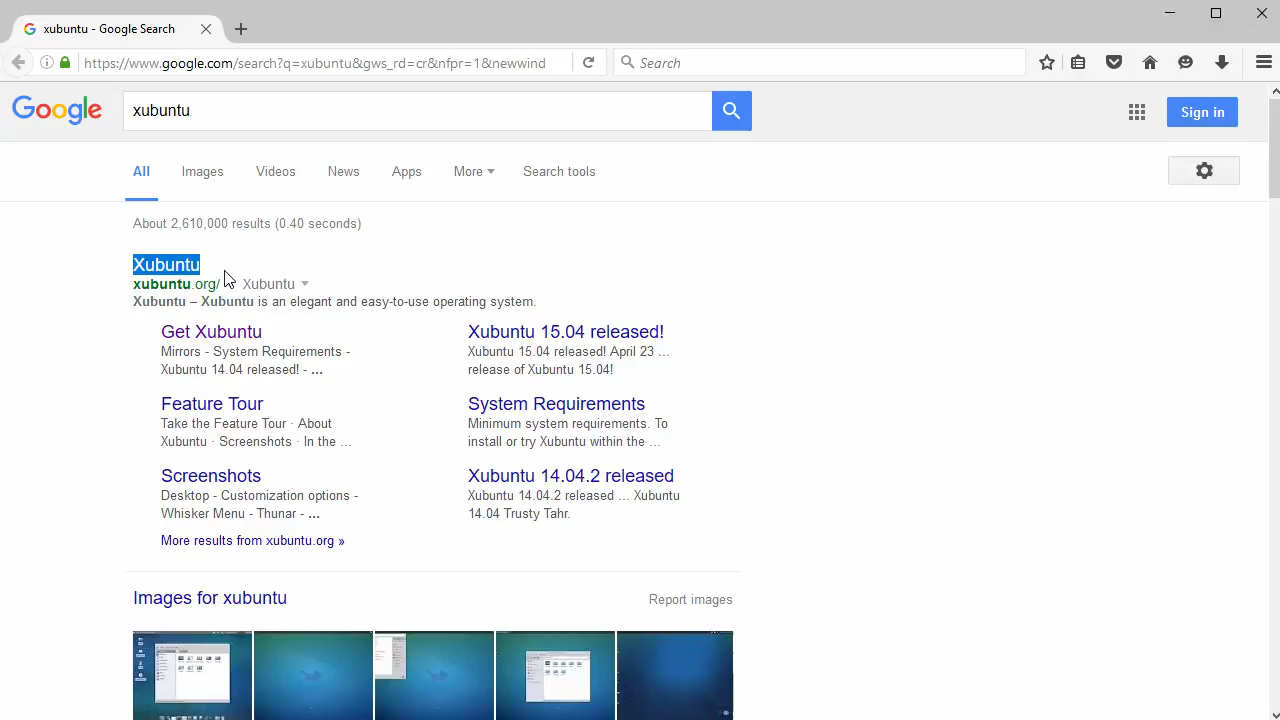 xubuntu - Google Search
https://www.google.com/search?q=xubuntu&gws_rd=cr&nfpr=1&newwind
Search
Google
xubuntu
Sign in
All Images Videos News Apps More Search tools
About 2,610,000 results (0.40 seconds)
Xubuntu
xubuntu.org/ Xubuntu
Xubuntu – Xubuntu is an elegant and easy-to-use operating system.
Get Xubuntu
Mirrors - System Requirements -
Xubuntu 14.04 released! - ...
Xubuntu 15.04 released!
Xubuntu 15.04 released! April 23 ...
release of Xubuntu 15.04!
Feature Tour
Take the Feature Tour · About
Xubuntu · Screenshots · In the ...
System Requirements
Minimum system requirements. To
install or try Xubuntu within the ...
Screenshots
Desktop - Customization options -
Whisker Menu - Thunar - ...
Xubuntu 14.04.2 released
Xubuntu 14.04.2 released ... Xubuntu
14.04 Trusty Tahr.
More results from xubuntu.org »
Images for xubuntu
Report images